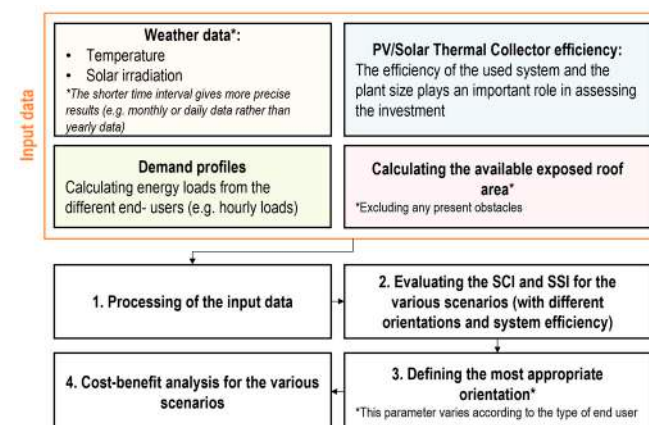 Input data
Weather data*:
• Temperature
• Solar irradiation
*The shorter time interval gives more precise
results (e.g. monthly or daily data rather than
yearly data)
PV/Solar Thermal Collector efficiency:
The efficiency of the used system and the
plant size plays an important role in assessing
the investment
Demand profiles
Calculating energy loads from the
different end- users (e.g. hourly loads)
Calculating the available exposed roof
area*
*Excluding any present obstacles
1. Processing of the input data
2. Evaluating the SCI and SSI for the
various scenarios (with different
orientations and system efficiency)
4. Cost-benefit analysis for the various
scenarios
3. Defining the most appropriate
orientation*
*This parameter varies according to the type of end user